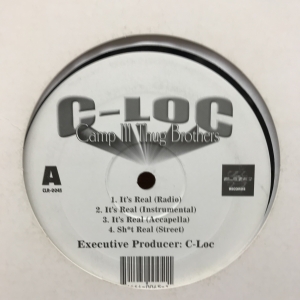 C-LOC
Camp III Thug Brothers
A
CLR-0045
1. It's Real (Radio)
2. It's Real (Instrumental)
3. It's Real (Accapella)
4. Sh*t Real (Street)
Executive Producer: C-Loc
RECORDS